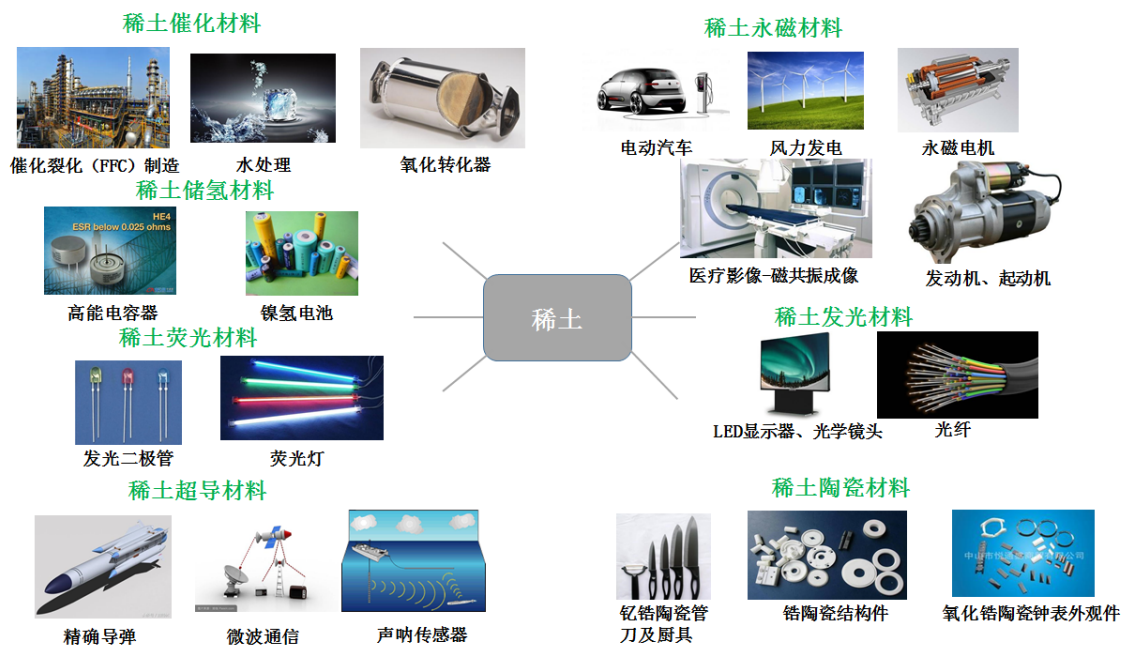 稀土催化材料
催化裂化（FFC）制造
水处理
氧化转化器
稀土储氢材料
HE4
ESR below 0.025 ohms
高能电容器
镍氢电池
稀土荧光材料
发光二极管
荧光灯
稀土超导材料
精确导弹
微波通信
声呐传感器
稀土
稀土永磁材料
电动汽车
风力发电
永磁电机
医疗影像-磁共振成像
发动机、起动机
稀土发光材料
LED显示器、光学镜头
光纤
稀土陶瓷材料
钇锆陶瓷管
刀及厨具
锆陶瓷结构件
氧化锆陶瓷钟表外观件